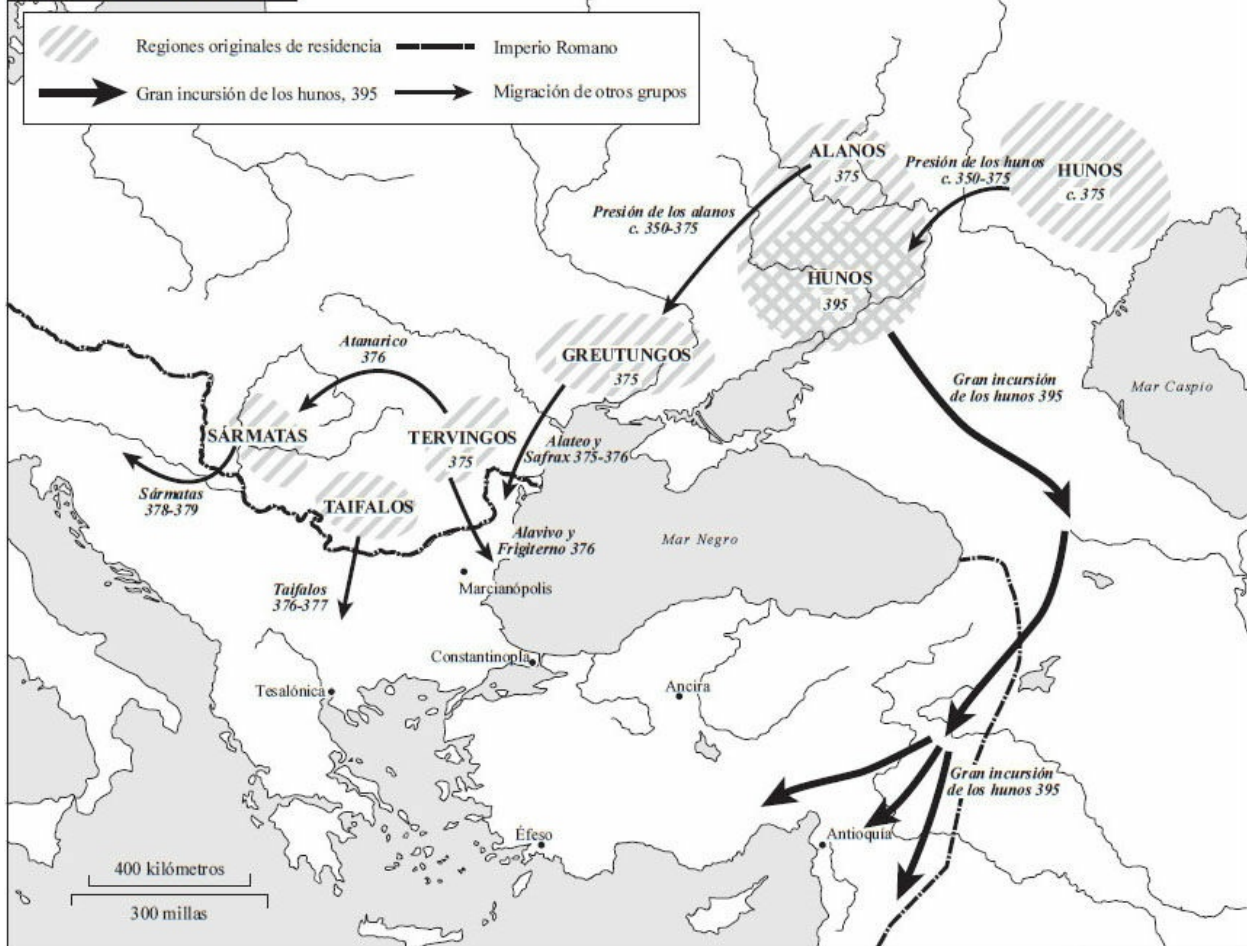 Regiones originales de residencia
Imperio Romano
Gran incursión de los hunos, 395
Migración de otros grupos
ALANOS
375
Presión de los hunos
c. 350-375
HUNOS
c. 375
Presión de los alanos
c. 350-375
HUNOS
395
Atanarico
376
GREUTUNGOS
375
Gran incursión
de los hunos 395
Mar Caspio
SÁRMATAS
TERVINGOS
375
Alateo y
Safrax 375-376
Sármatas
378-379
TAIFALOS
Alavivo y
Frigiterno 376
Mar Negro
Taifalos
376-377
Marcianópolis
Constantinopla
Tesalónica
Ancira
Gran incursión
de los hunos 395
Éfeso
Antioquía
400 kilómetros
300 millas